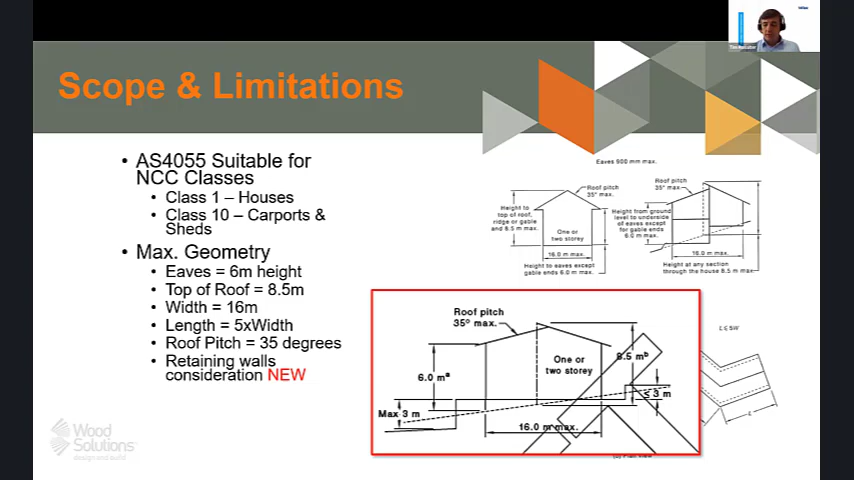 Scope & Limitations
• AS4055 Suitable for
NCC Classes
• Class 1 – Houses
• Class 10 – Carports &
Sheds
• Max. Geometry
• Eaves = 6m height
• Top of Roof = 8.5m
• Width = 16m
• Length = 5xWidth
• Roof Pitch = 35 degrees
• Retaining walls
consideration NEW
Eaves 900 mm max.
Roof pitch
35° max.
Height to
top of roof,
ridge or gable
end 8.5 m max.
One or
two storey
16.0 m max.
Height to eaves except
gable ends 6.0 m max.
Roof pitch
35° max.
Height from ground
level to underside
of eaves except
for gable ends
6.0 m max.
16.0 m max.
Height at any section
through the house 8.5 m max.
Roof pitch
35° max.
One or
two storey
6.0 mᵃ
8.5 mᵇ
Max 3 m
≤ 3 m
16.0 m max.
L ≤ 5W
L
Wood
Solutions
design and build